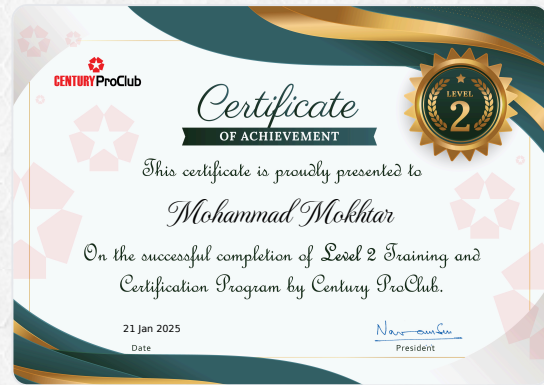 CENTURY ProClub
Certificate
OF ACHIEVEMENT
LEVEL
2
This certificate is proudly presented to
Mohammad Mokhtar
On the successful completion of Level 2 Training and
Certification Program by Century ProClub.
21 Jan 2025
Date
President